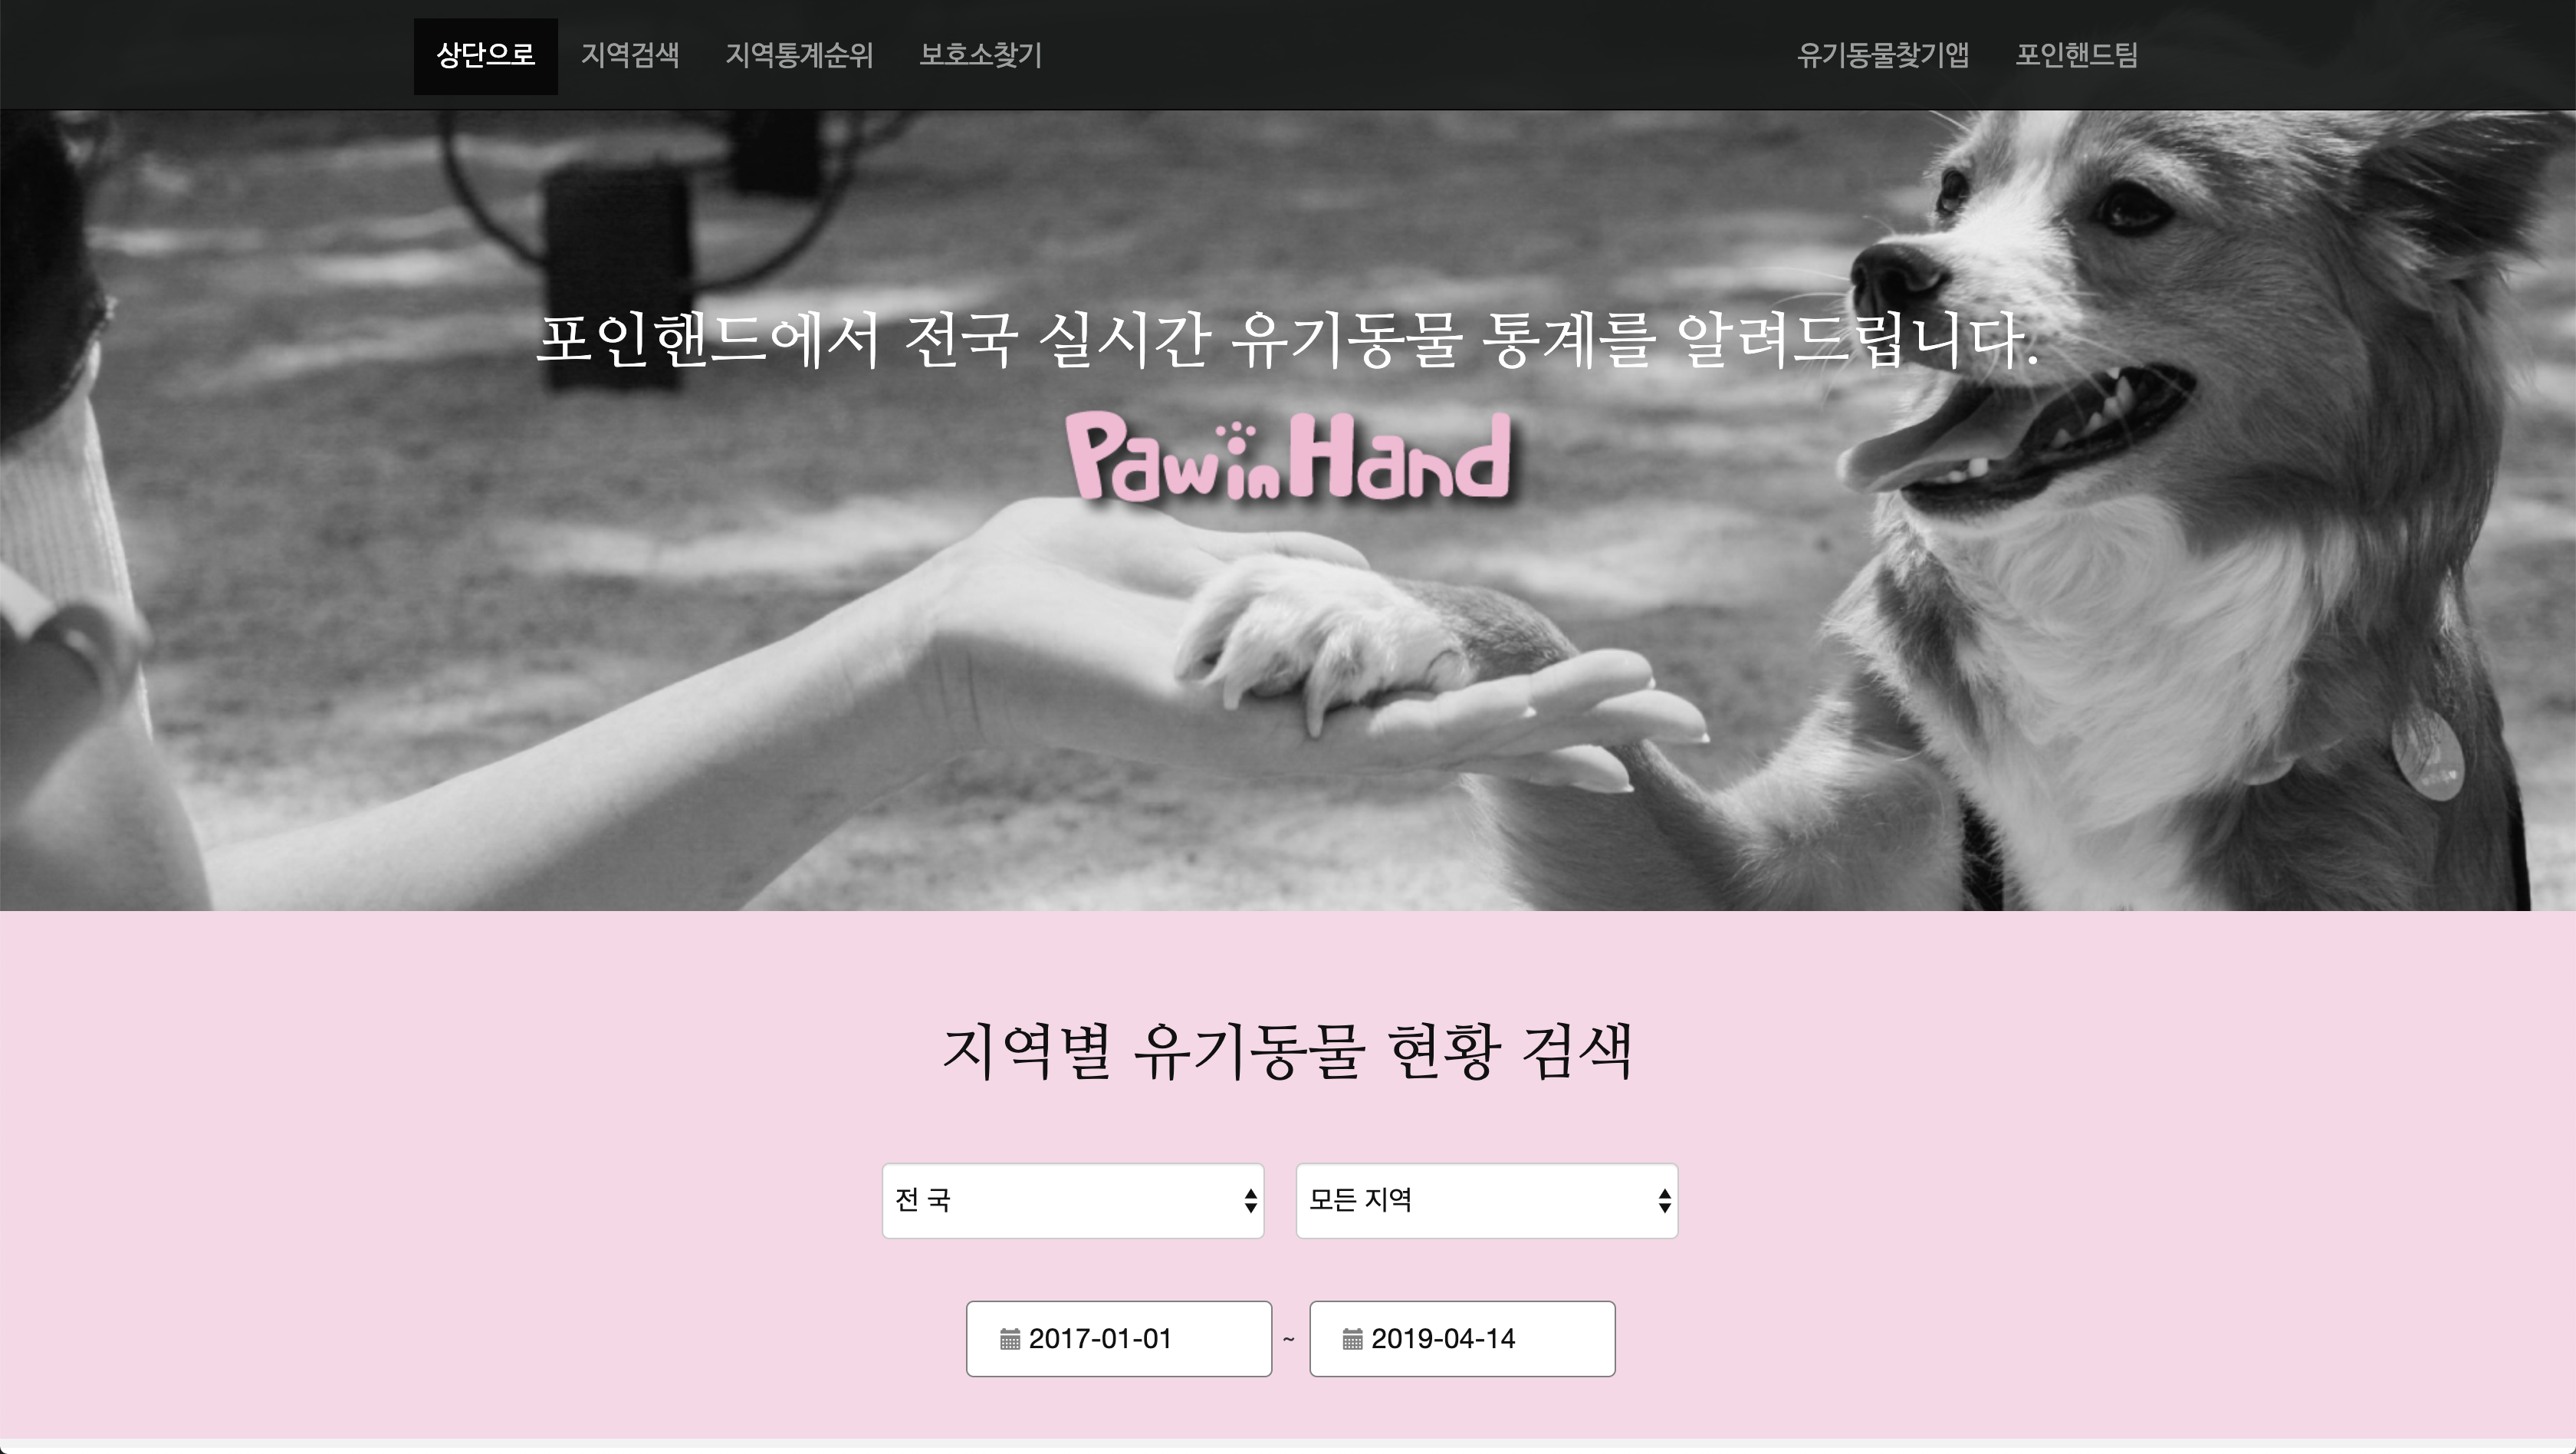 상단으로 지역검색 지역통계순위 보호소찾기 유기동물찾기앱 포인핸드팀
포인핸드에서 전국 실시간 유기동물 통계를 알려드립니다.
Paw in Hand
지역별 유기동물 현황 검색
전 국 모든 지역
2017-01-01 ~ 2019-04-14